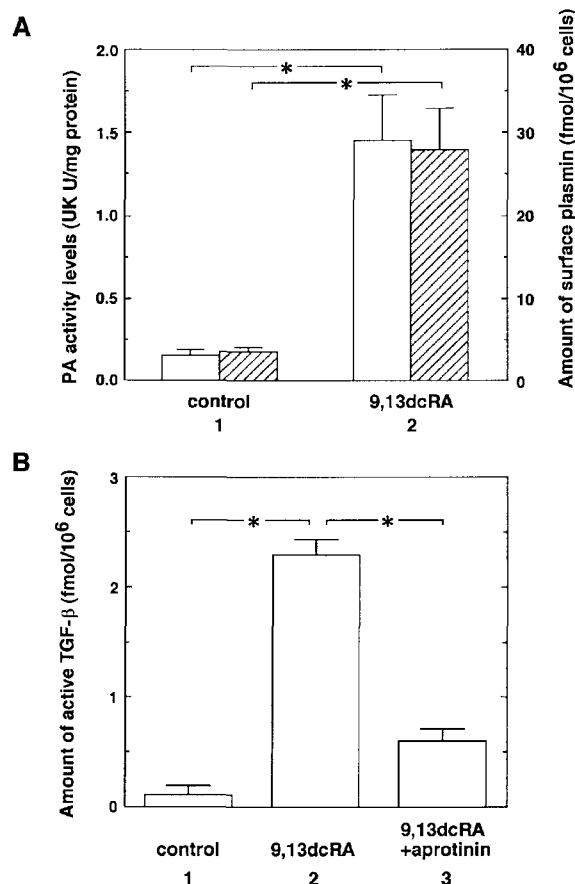 A
PA activity levels (UK U/mg protein)
2.0
1.5
1.0
0.5
0.0
Amount of surface plasmin (fmol/10⁶ cells)
40
30
20
10
0
*
*
control
9,13dcRA
1
2
B
Amount of active TGF-β (fmol/10⁶ cells)
3
2
1
0
*
*
control
9,13dcRA
9,13dcRA
+aprotinin
1
2
3